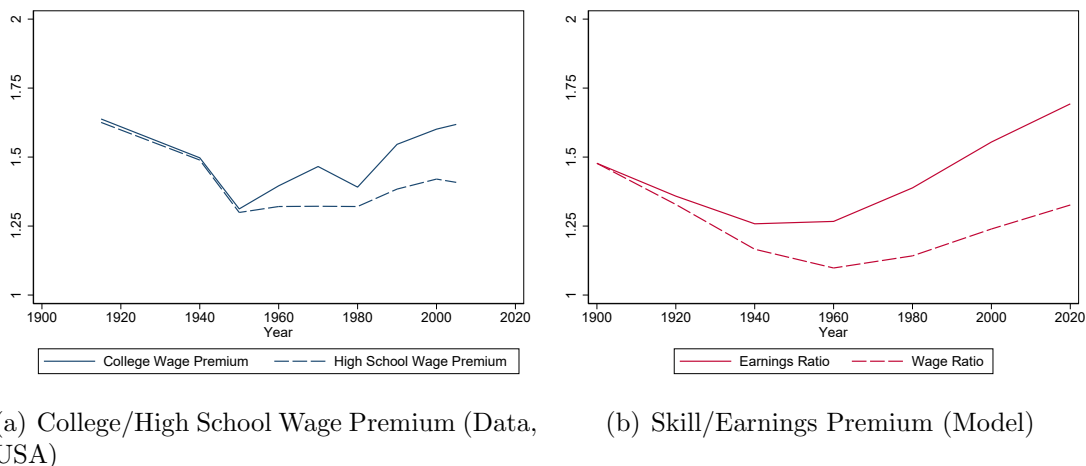 2
1.75
1.5
1.25
1
1900 1920 1940 1960 1980 2000 2020
Year
College Wage Premium High School Wage Premium
2
1.75
1.5
1.25
1
1900 1920 1940 1960 1980 2000 2020
Year
Earnings Ratio Wage Ratio
a) College/High School Wage Premium (Data,
USA)
(b) Skill/Earnings Premium (Model)